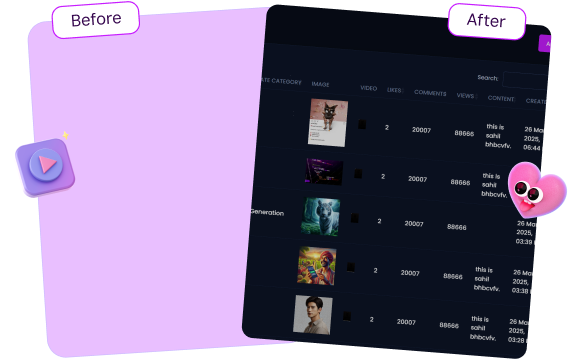 Before
After
Search:
CATEGORY IMAGE VIDEO LIKES COMMENTS VIEWS CONTENT
2 20007 88666 this is sahil bhbcvfv. 26 Ma 2025, 06:44
2 20007 88666 this is sahil bhbcvfv.
Generation 2 20007 88666 26 Ma 2025, 03:39
2 20007 88666 this is sahil bhbcvfv. 26 Ma 2025, 03:38
2 20007 88666 this is sahil bhbcvfv. 26 Ma 2025, 03:28